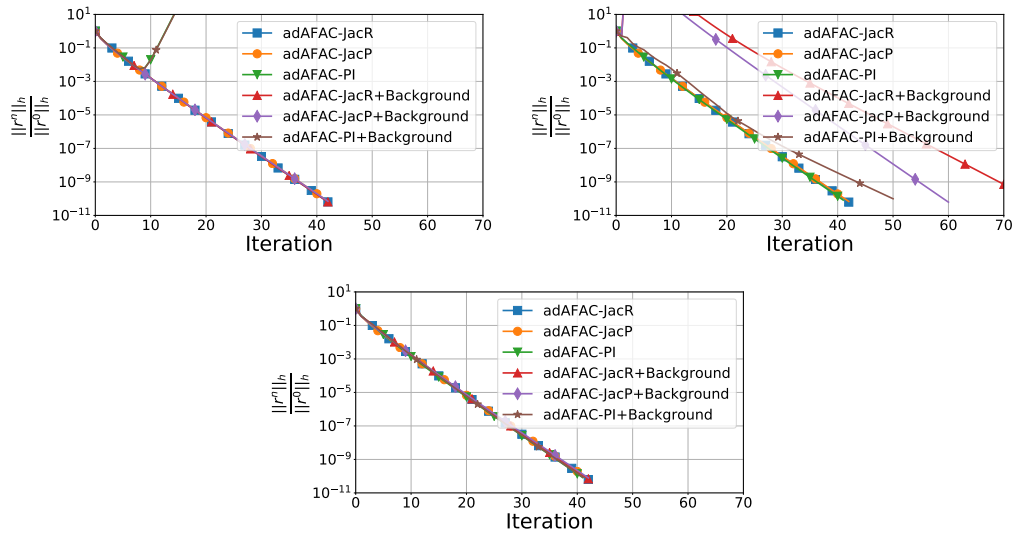 10^1
10^-1
10^-3
10^-5
10^-7
10^-9
10^-11
||r^n||_h
||r^0||_h
0 10 20 30 40 50 60 70
Iteration
adAFAC-JacR
adAFAC-JacP
adAFAC-PI
adAFAC-JacR+Background
adAFAC-JacP+Background
adAFAC-PI+Background
10^1
10^-1
10^-3
10^-5
10^-7
10^-9
10^-11
||r^n||_h
||r^0||_h
0 10 20 30 40 50 60 70
Iteration
adAFAC-JacR
adAFAC-JacP
adAFAC-PI
adAFAC-JacR+Background
adAFAC-JacP+Background
adAFAC-PI+Background
10^1
10^-1
10^-3
10^-5
10^-7
10^-9
10^-11
||r^n||_h
||r^0||_h
0 10 20 30 40 50 60 70
Iteration
adAFAC-JacR
adAFAC-JacP
adAFAC-PI
adAFAC-JacR+Background
adAFAC-JacP+Background
adAFAC-PI+Background